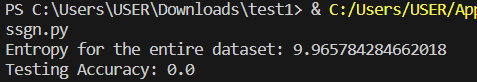 PS C:\Users\USER\Downloads\test1> & C:/Users/USER/App
ssgn.py
Entropy for the entire dataset: 9.965784284662018
Testing Accuracy: 0.0